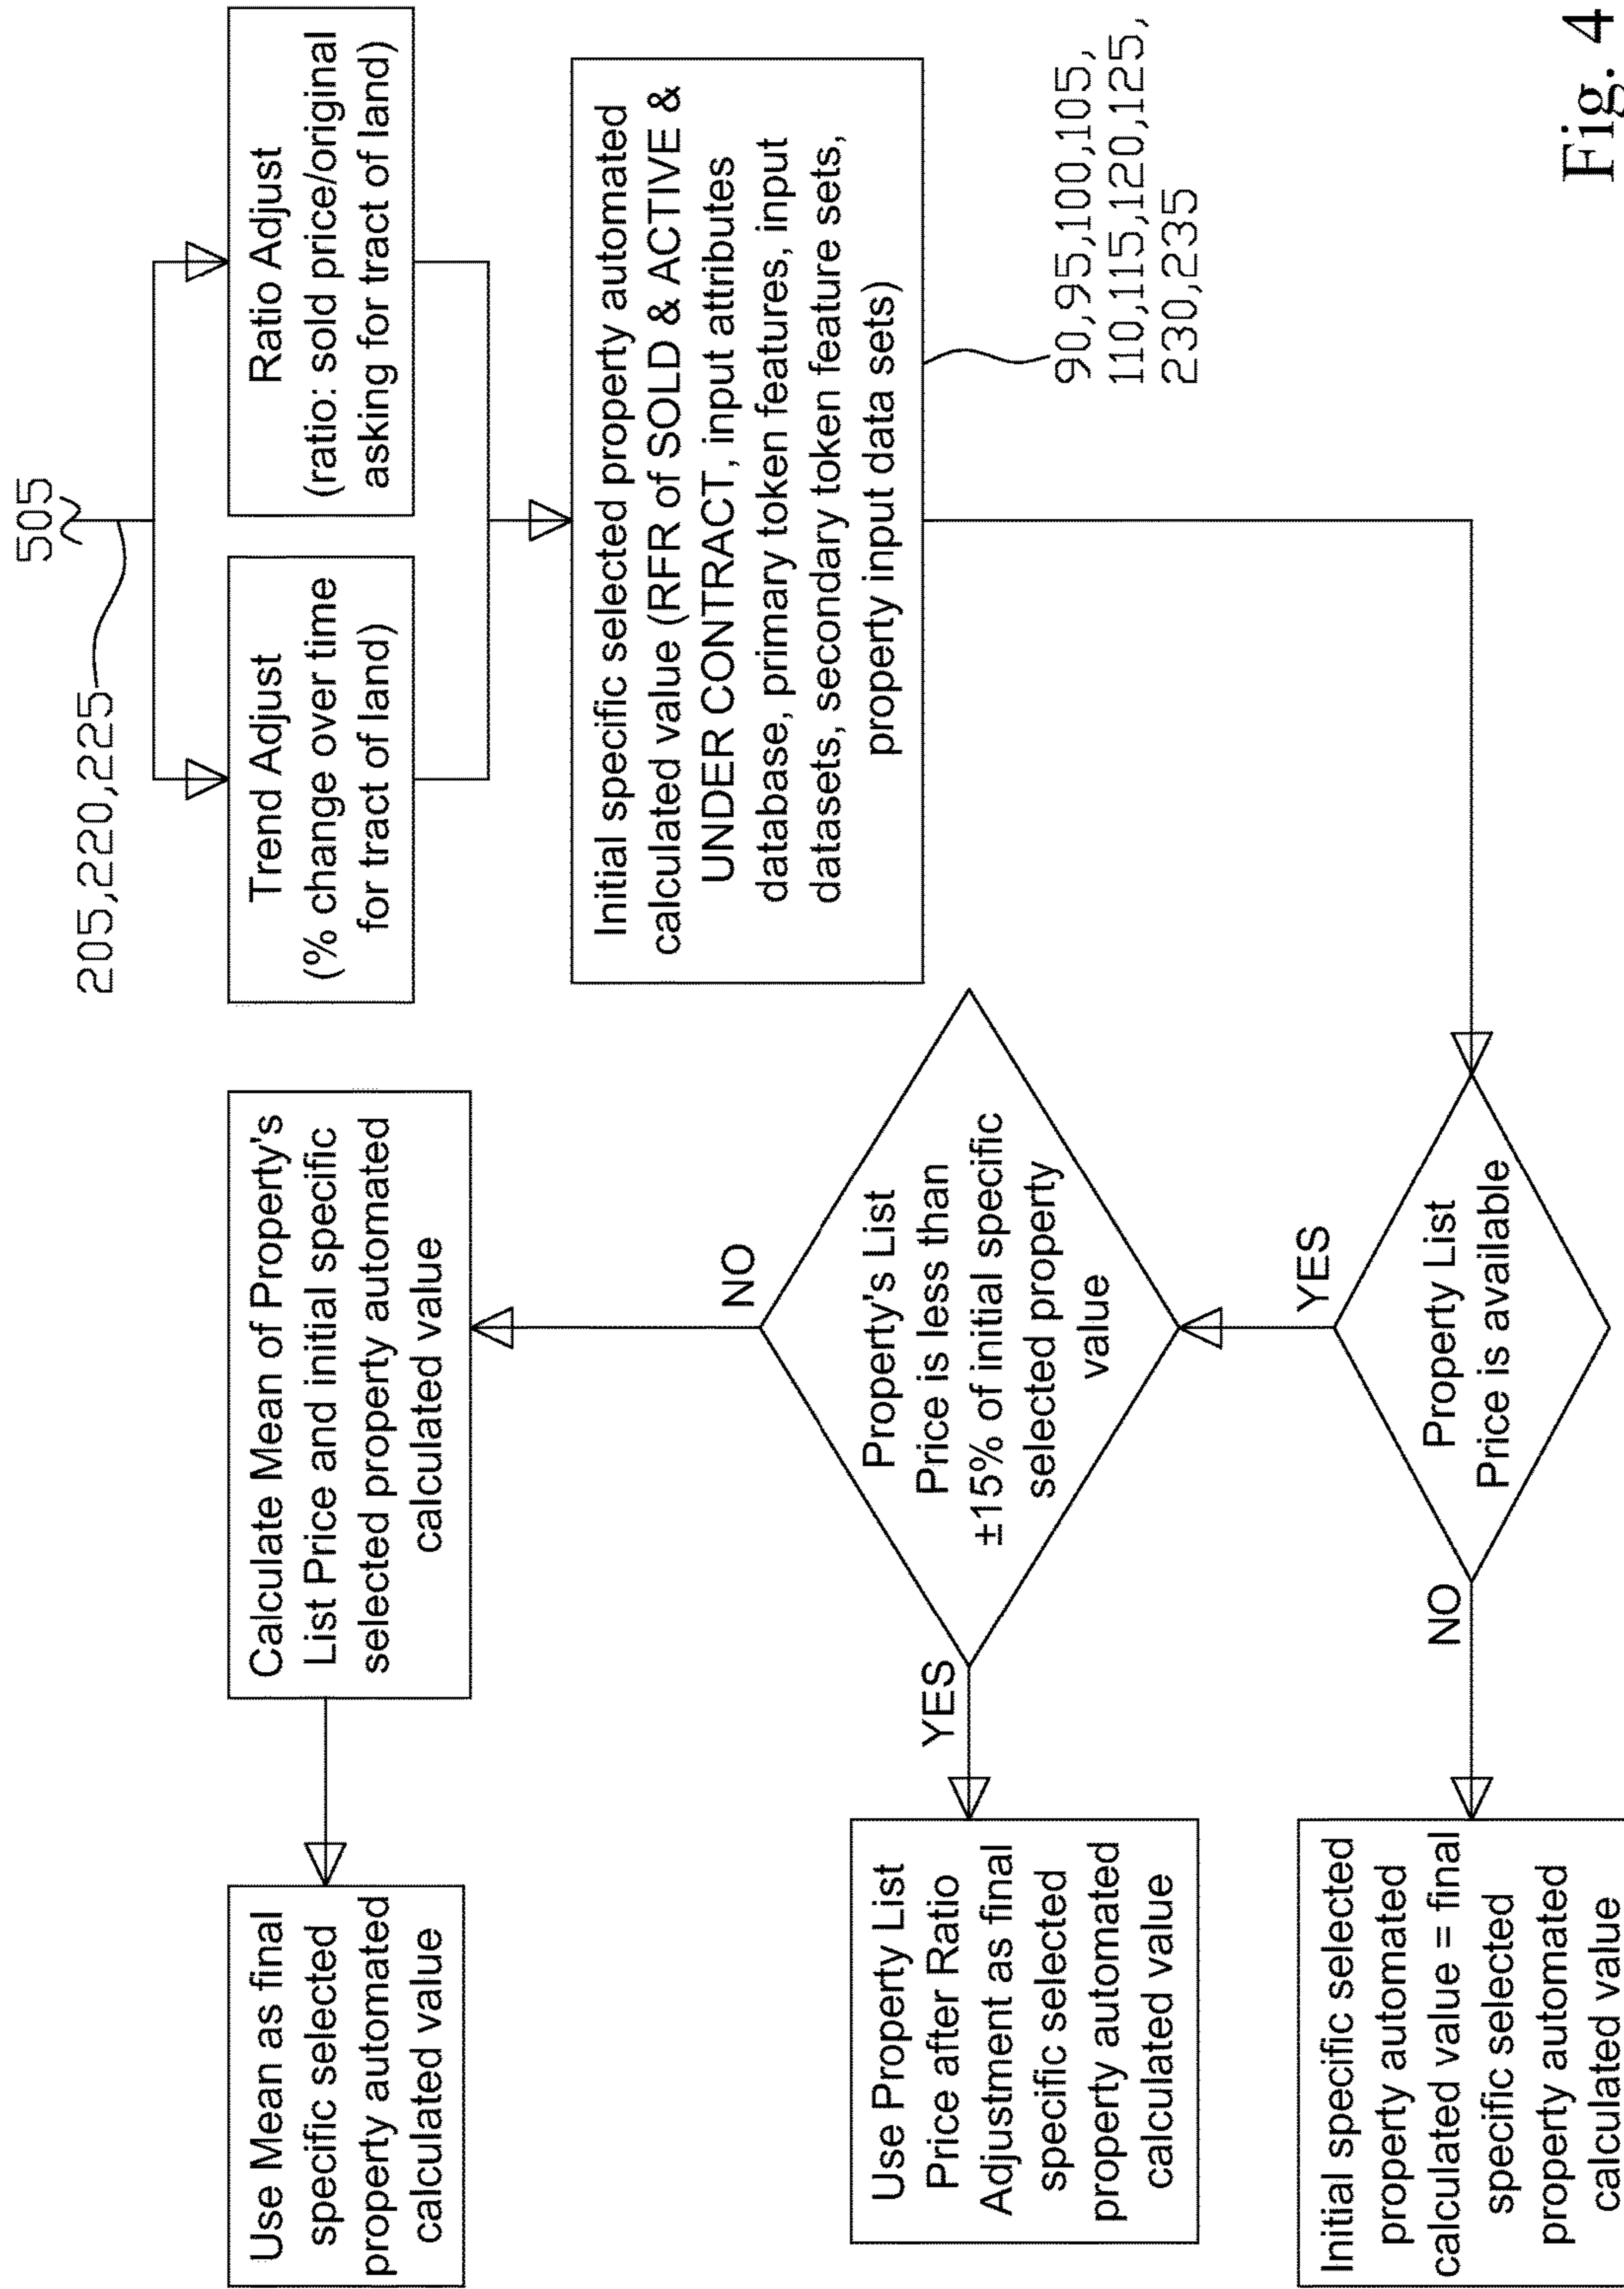 505
205,220,225
Trend Adjust
(% change over time
for tract of land)
Ratio Adjust
(ratio: sold price/original
asking for tract of land)
Initial specific selected property automated
calculated value (RFR of SOLD & ACTIVE &
UNDER CONTRACT, input attributes
database, primary token features, input
datasets, secondary token feature sets,
property input data sets)
90,95,100,105,
110,115,120,125,
230,235
Property List
Price is available
YES
NO
Property's List
Price is less than
±15% of initial specific
selected property
value
NO
YES
Calculate Mean of Property's
List Price and initial specific
selected property automated
calculated value
Use Mean as final
specific selected
property automated
calculated value
Use Property List
Price after Ratio
Adjustment as final
specific selected
property automated
calculated value
Initial specific selected
property automated
calculated value = final
specific selected
property automated
calculated value
Fig. 4